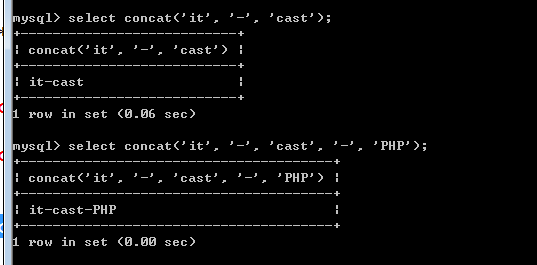 mysql> select concat('it', '-', 'cast');
+---------------------------+
| concat('it', '-', 'cast') |
+---------------------------+
| it-cast                   |
+---------------------------+
1 row in set (0.06 sec)
mysql> select concat('it', '-', 'cast', '-', 'PHP');
+---------------------------------------+
| concat('it', '-', 'cast', '-', 'PHP') |
+---------------------------------------+
| it-cast-PHP                           |
+---------------------------------------+
1 row in set (0.00 sec)